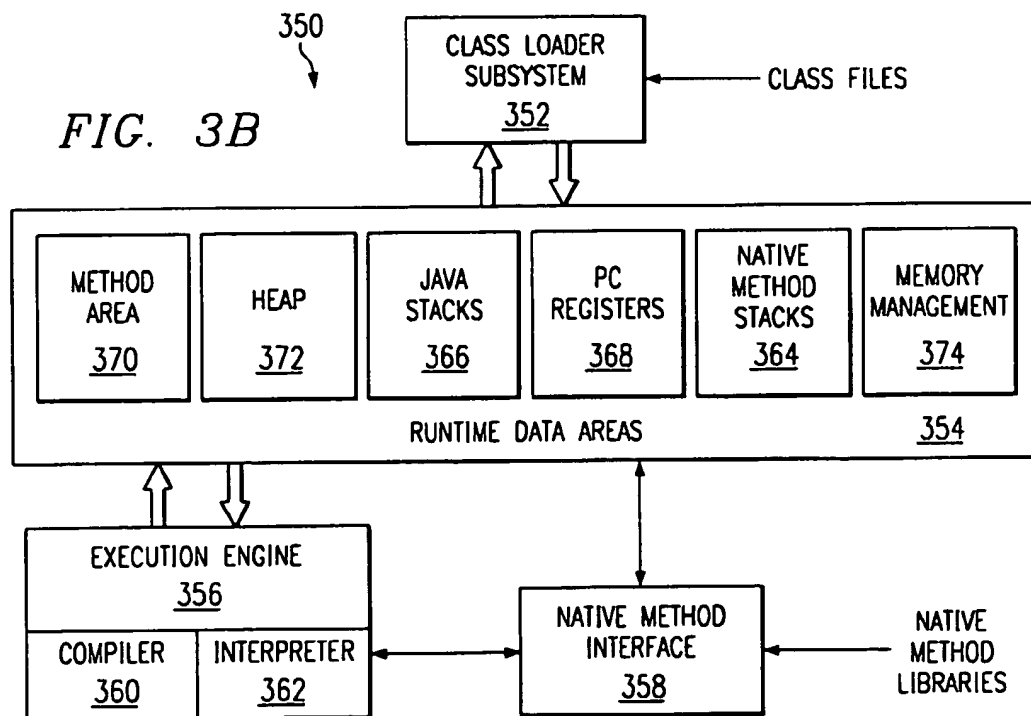 350
CLASS LOADER
SUBSYSTEM
352
CLASS FILES
FIG. 3B
METHOD
AREA
370
HEAP
372
JAVA
STACKS
366
PC
REGISTERS
368
NATIVE
METHOD
STACKS
364
MEMORY
MANAGEMENT
374
RUNTIME DATA AREAS
354
EXECUTION ENGINE
356
COMPILER
360
INTERPRETER
362
NATIVE METHOD
INTERFACE
358
NATIVE
METHOD
LIBRARIES